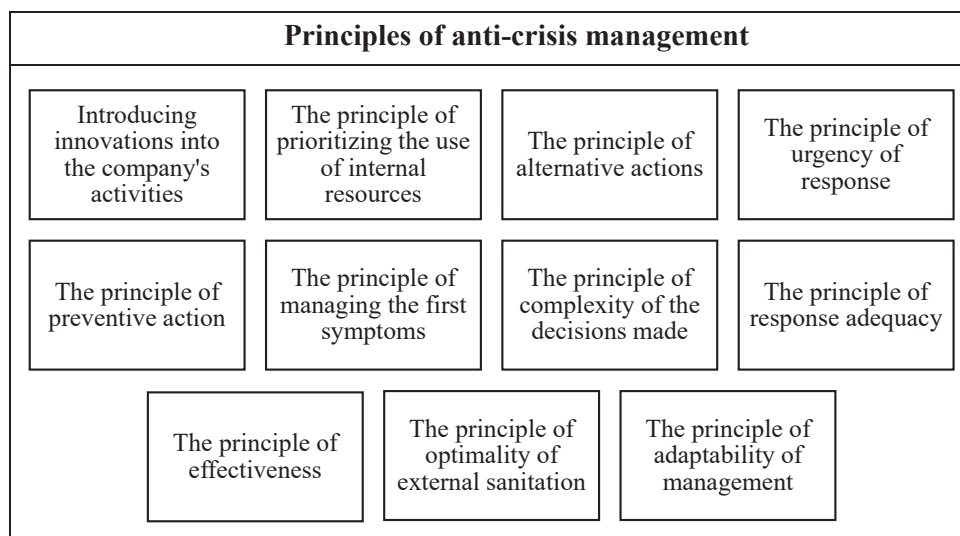 Principles of anti-crisis management
Introducing
innovations into
the company's
activities
The principle of
prioritizing the use
of internal
resources
The principle of
alternative actions
The principle of
urgency of
response
The principle of
preventive action
The principle of
managing the first
symptoms
The principle of
complexity of the
decisions made
The principle of
response adequacy
The principle of
effectiveness
The principle of
optimality of
external sanitation
The principle of
adaptability of
management